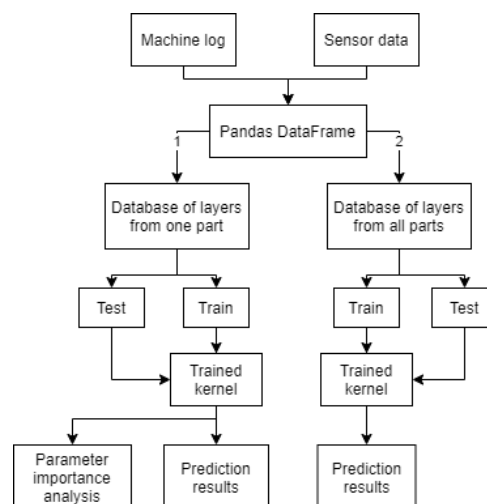 Machine log
Sensor data
Pandas DataFrame
1
2
Database of layers
from one part
Database of layers
from all parts
Test
Train
Train
Test
Trained
kernel
Trained
kernel
Parameter
importance
analysis
Prediction
results
Prediction
results